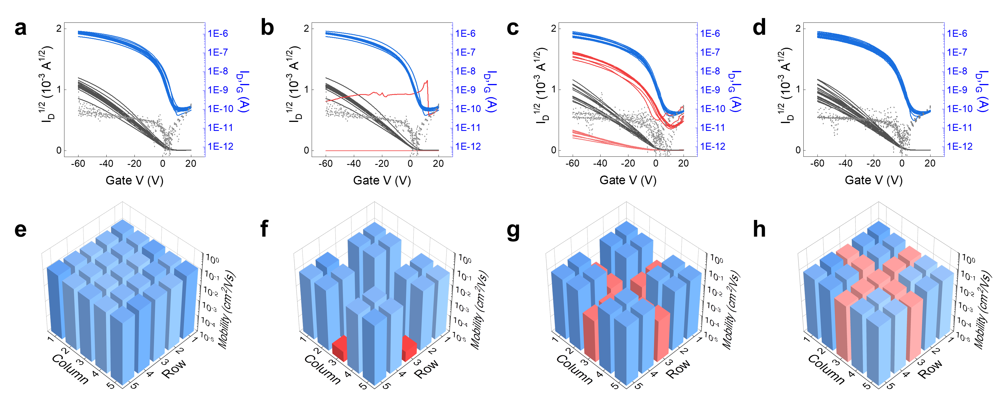 a
b
c
d
2
1
0
I_D^1/2 (10^-3 A^1/2)
1E-6
1E-7
1E-8
1E-9
1E-10
1E-11
1E-12
I_D,I_G (A)
-60 -40 -20 0 20
Gate V (V)
2
1
0
I_D^1/2 (10^-3 A^1/2)
1E-6
1E-7
1E-8
1E-9
1E-10
1E-11
1E-12
I_D,I_G (A)
-60 -40 -20 0 20
Gate V (V)
2
1
0
I_D^1/2 (10^-3 A^1/2)
1E-6
1E-7
1E-8
1E-9
1E-10
1E-11
1E-12
I_D,I_G (A)
-60 -40 -20 0 20
Gate V (V)
2
1
0
I_D^1/2 (10^-3 A^1/2)
1E-6
1E-7
1E-8
1E-9
1E-10
1E-11
1E-12
I_D,I_G (A)
-60 -40 -20 0 20
Gate V (V)
e
f
g
h
10^0
10^-1
10^-2
10^-3
10^-4
10^-5
Mobility (cm^2/Vs)
1 2 3 4 5
Column
1 2 3 4 5
Row
10^0
10^-1
10^-2
10^-3
10^-4
10^-5
Mobility (cm^2/Vs)
1 2 3 4 5
Column
1 2 3 4 5
Row
10^0
10^-1
10^-2
10^-3
10^-4
10^-5
Mobility (cm^2/Vs)
1 2 3 4 5
Column
1 2 3 4 5
Row
10^0
10^-1
10^-2
10^-3
10^-4
10^-5
Mobility (cm^2/Vs)
1 2 3 4 5
Column
1 2 3 4 5
Row